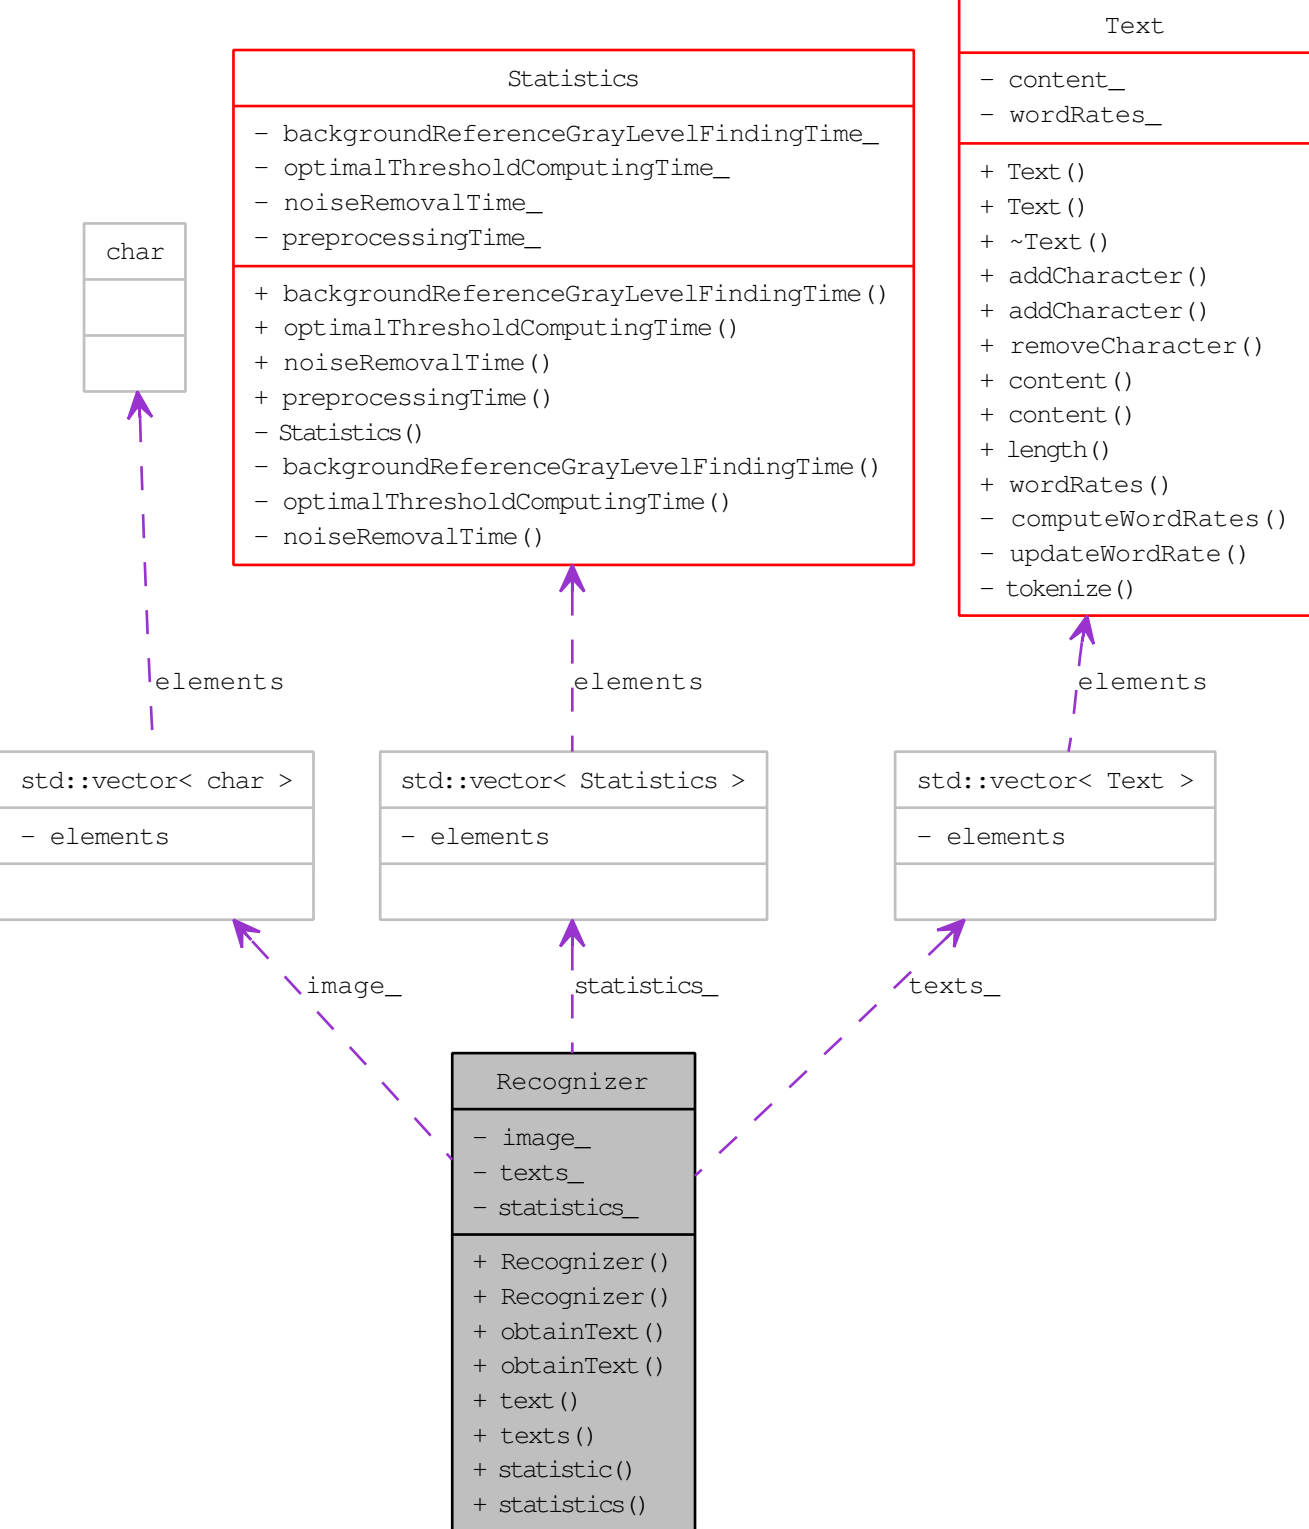 Text
- content_
- wordRates_
+ Text()
+ Text()
+ ~Text()
+ addCharacter()
+ addCharacter()
+ removeCharacter()
+ content()
+ content()
+ length()
+ wordRates()
- computeWordRates()
- updateWordRate()
- tokenize()
Statistics
- backgroundReferenceGrayLevelFindingTime_
- optimalThresholdComputingTime_
- noiseRemovalTime_
- preprocessingTime_
+ backgroundReferenceGrayLevelFindingTime()
+ optimalThresholdComputingTime()
+ noiseRemovalTime()
+ preprocessingTime()
- Statistics()
- backgroundReferenceGrayLevelFindingTime()
- optimalThresholdComputingTime()
- noiseRemovalTime()
char
elements
elements
elements
std::vector< char >
- elements
std::vector< Statistics >
- elements
std::vector< Text >
- elements
image_
statistics_
texts_
Recognizer
- image_
- texts_
- statistics_
+ Recognizer()
+ Recognizer()
+ obtainText()
+ obtainText()
+ text()
+ texts()
+ statistic()
+ statistics()